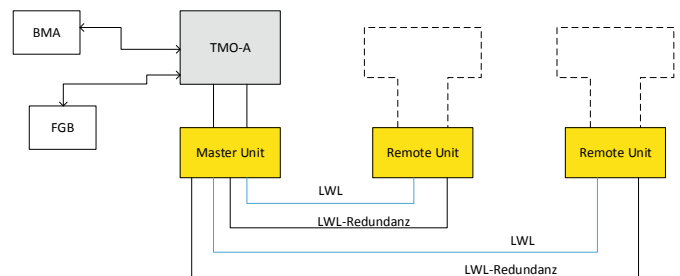 BMA
TMO-A
FGB
Master Unit
Remote Unit
Remote Unit
LWL
LWL-Redundanz
LWL
LWL-Redundanz